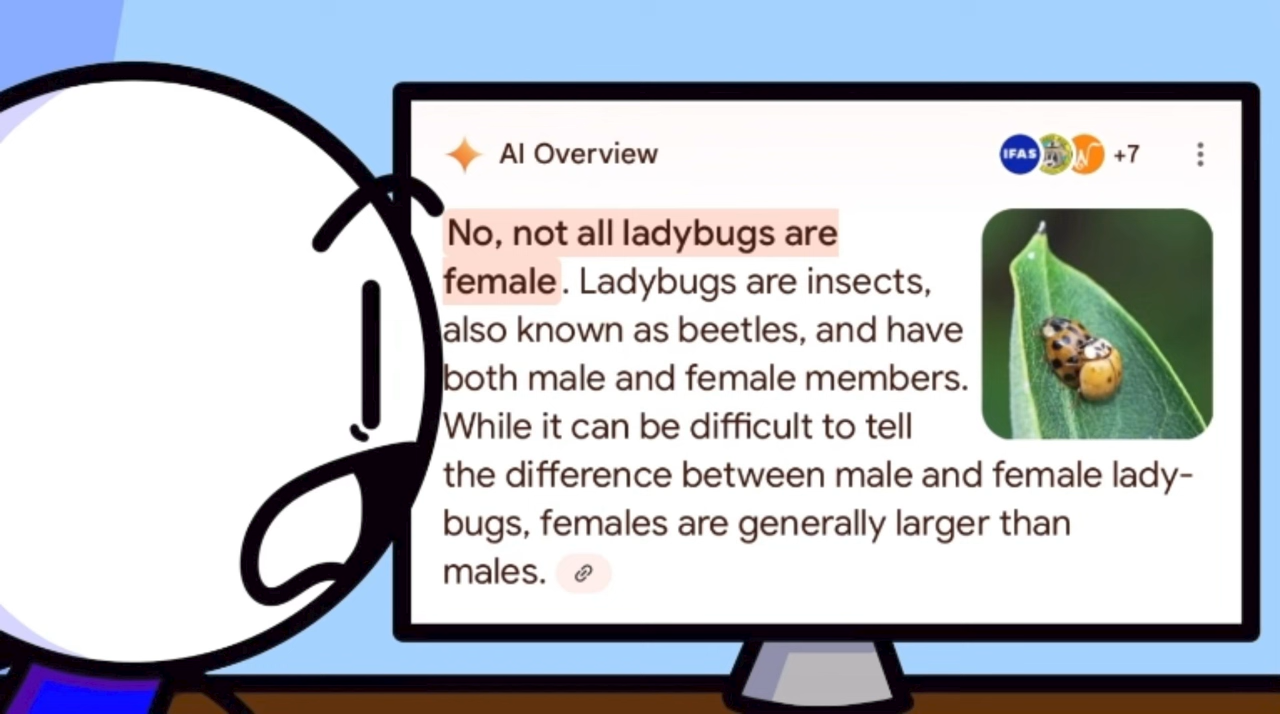 AI Overview
IFAS
+7
No, not all ladybugs are
female. Ladybugs are insects,
also known as beetles, and have
both male and female members.
While it can be difficult to tell
the difference between male and female lady-
bugs, females are generally larger than
males.